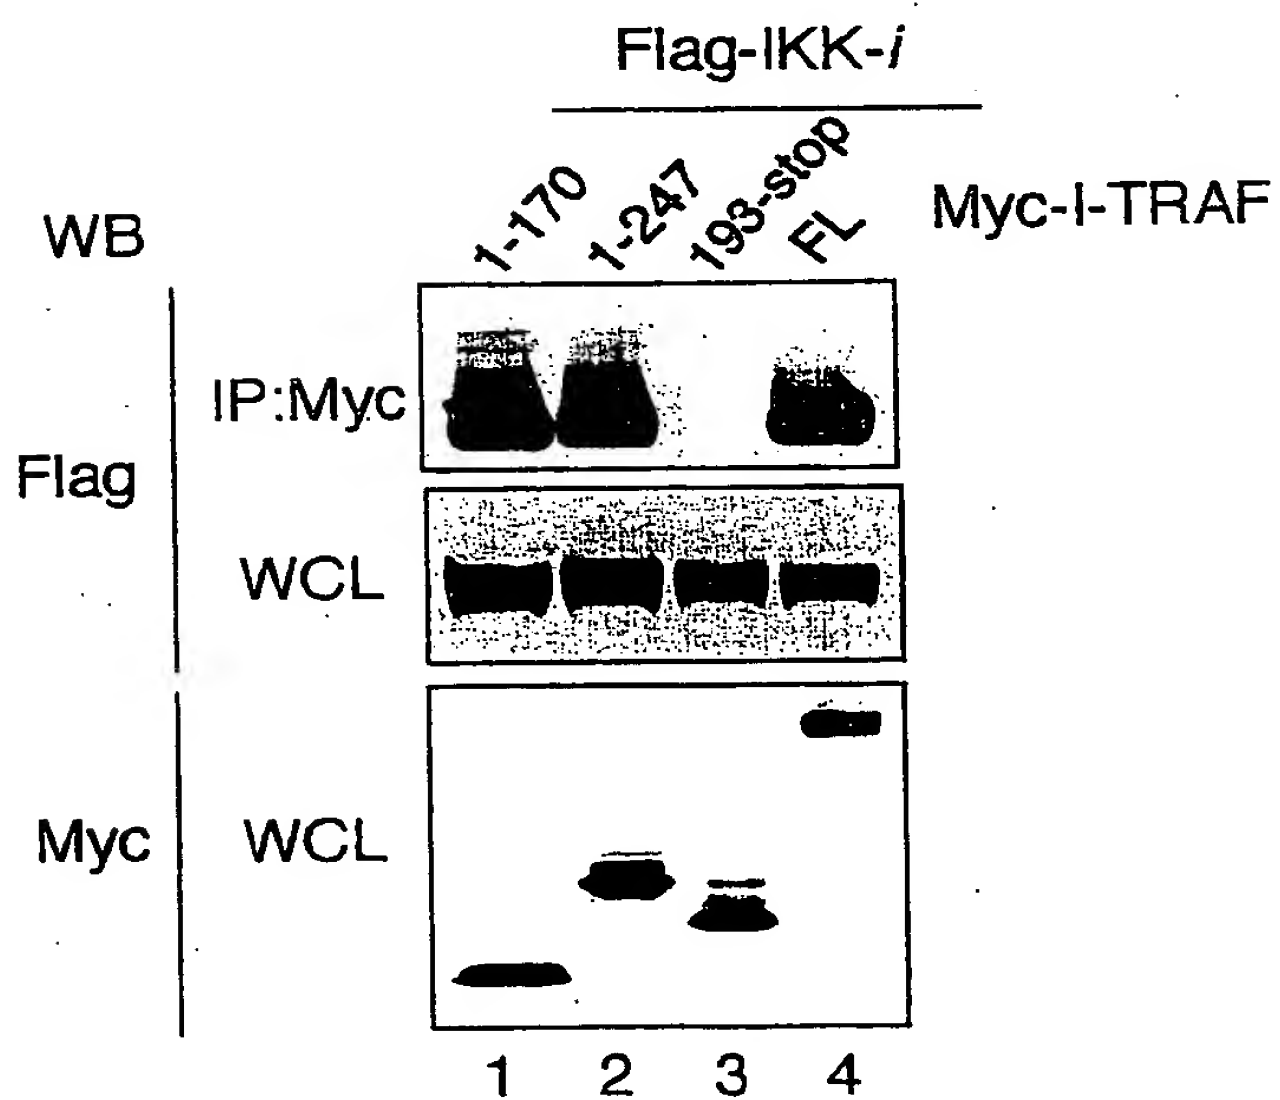 Flag-IKK-i
1-170 1-247 193-stop FL Myc-I-TRAF
WB
IP:Myc
Flag
WCL
Myc WCL
1 2 3 4